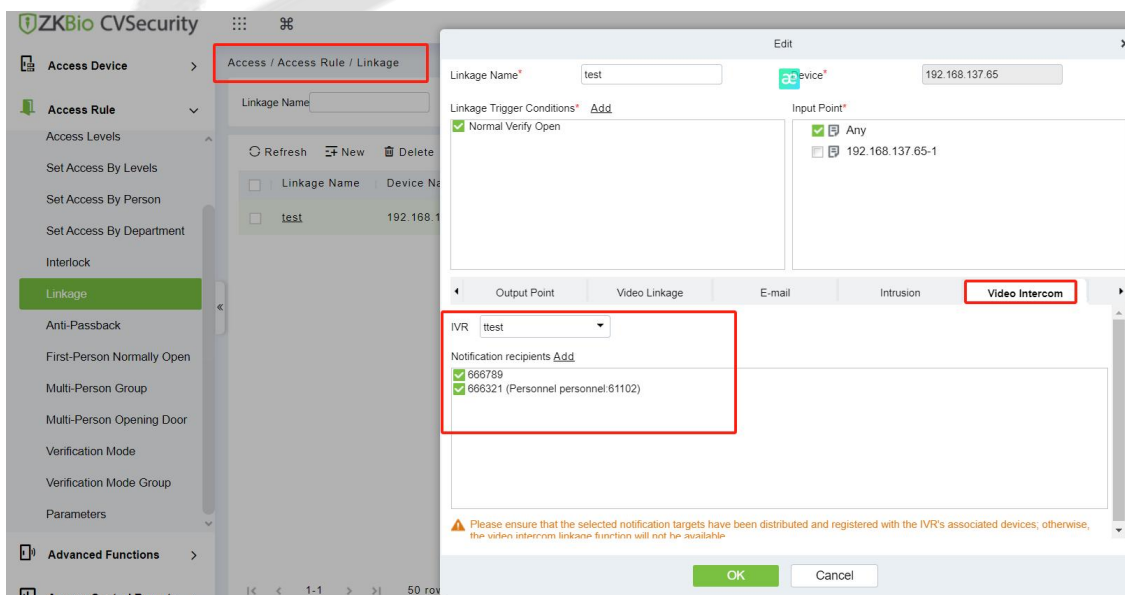 ZKBio CVSecurity
Access Device
Access Rule
Access Levels
Set Access By Levels
Set Access By Person
Set Access By Department
Interlock
Linkage
Anti-Passback
First-Person Normally Open
Multi-Person Group
Multi-Person Opening Door
Verification Mode
Verification Mode Group
Parameters
Advanced Functions
Access / Access Rule / Linkage
Linkage Name
Refresh New Delete
Linkage Name Device Na
test 192.168.1
1-1 50 row
Edit
Linkage Name* test
evice* 192.168.137.65
Linkage Trigger Conditions* Add
Input Point*
Normal Verify Open
Any
192.168.137.65-1
Output Point Video Linkage E-mail Intrusion Video Intercom
IVR ttest
Notification recipients Add
666789
666321 (Personnel personnel:61102)
Please ensure that the selected notification targets have been distributed and registered with the IVR's associated devices; otherwise,
the video intercom linkage function will not be available
OK Cancel